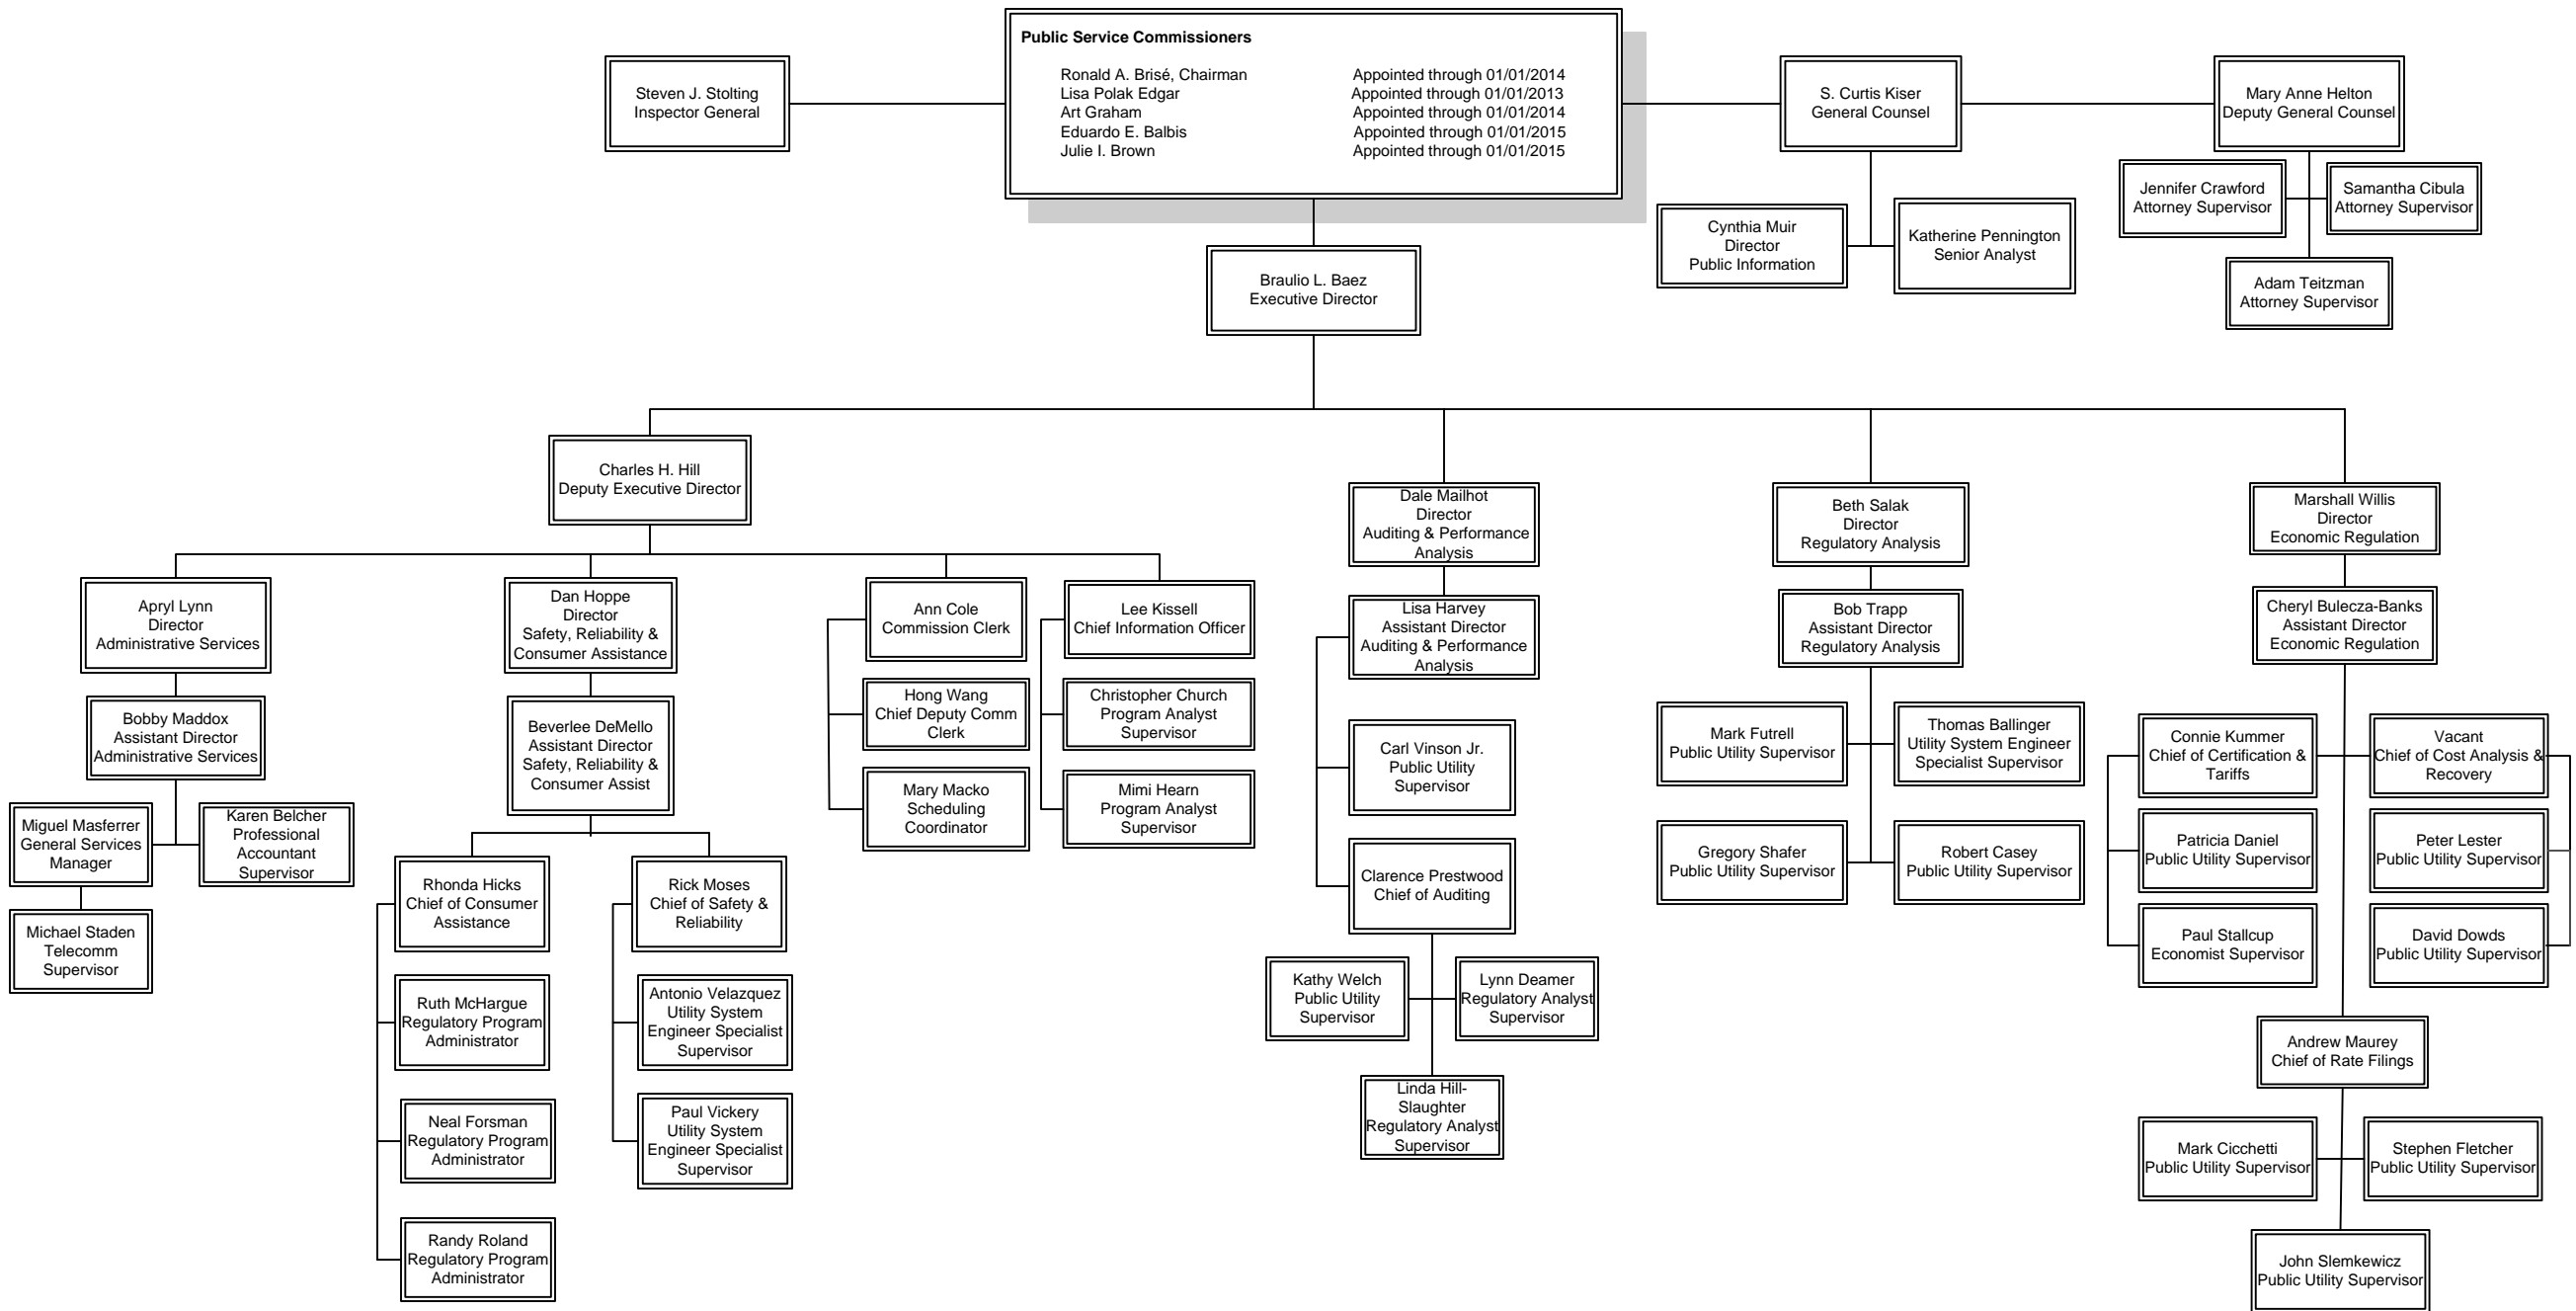 Public Service Commissioners
Ronald A. Brisé, Chairman Appointed through 01/01/2014
Lisa Polak Edgar Appointed through 01/01/2013
Art Graham Appointed through 01/01/2014
Eduardo E. Balbis Appointed through 01/01/2015
Julie I. Brown Appointed through 01/01/2015
Steven J. Stolting
Inspector General
S. Curtis Kiser
General Counsel
Mary Anne Helton
Deputy General Counsel
Jennifer Crawford
Attorney Supervisor
Samantha Cibula
Attorney Supervisor
Cynthia Muir
Director
Public Information
Katherine Pennington
Senior Analyst
Adam Teitzman
Attorney Supervisor
Braulio L. Baez
Executive Director
Charles H. Hill
Deputy Executive Director
Dale Mailhot
Director
Auditing & Performance
Analysis
Beth Salak
Director
Regulatory Analysis
Marshall Willis
Director
Economic Regulation
Apryl Lynn
Director
Administrative Services
Dan Hoppe
Director
Safety, Reliability &
Consumer Assistance
Ann Cole
Commission Clerk
Lee Kissell
Chief Information Officer
Lisa Harvey
Assistant Director
Auditing & Performance
Analysis
Bob Trapp
Assistant Director
Regulatory Analysis
Cheryl Bulecza-Banks
Assistant Director
Economic Regulation
Bobby Maddox
Assistant Director
Administrative Services
Beverlee DeMello
Assistant Director
Safety, Reliability &
Consumer Assist
Hong Wang
Chief Deputy Comm
Clerk
Christopher Church
Program Analyst
Supervisor
Carl Vinson Jr.
Public Utility
Supervisor
Mark Futrell
Public Utility Supervisor
Thomas Ballinger
Utility System Engineer
Specialist Supervisor
Connie Kummer
Chief of Certification &
Tariffs
Vacant
Chief of Cost Analysis &
Recovery
Miguel Masferrer
General Services
Manager
Karen Belcher
Professional
Accountant
Supervisor
Mary Macko
Scheduling
Coordinator
Mimi Hearn
Program Analyst
Supervisor
Gregory Shafer
Public Utility Supervisor
Robert Casey
Public Utility Supervisor
Patricia Daniel
Public Utility Supervisor
Peter Lester
Public Utility Supervisor
Michael Staden
Telecomm
Supervisor
Rhonda Hicks
Chief of Consumer
Assistance
Rick Moses
Chief of Safety &
Reliability
Clarence Prestwood
Chief of Auditing
Paul Stallcup
Economist Supervisor
David Dowds
Public Utility Supervisor
Ruth McHargue
Regulatory Program
Administrator
Antonio Velazquez
Utility System
Engineer Specialist
Supervisor
Kathy Welch
Public Utility
Supervisor
Lynn Deamer
Regulatory Analyst
Supervisor
Andrew Maurey
Chief of Rate Filings
Neal Forsman
Regulatory Program
Administrator
Paul Vickery
Utility System
Engineer Specialist
Supervisor
Linda Hill-
Slaughter
Regulatory Analyst
Supervisor
Mark Cicchetti
Public Utility Supervisor
Stephen Fletcher
Public Utility Supervisor
Randy Roland
Regulatory Program
Administrator
John Slemkewicz
Public Utility Supervisor